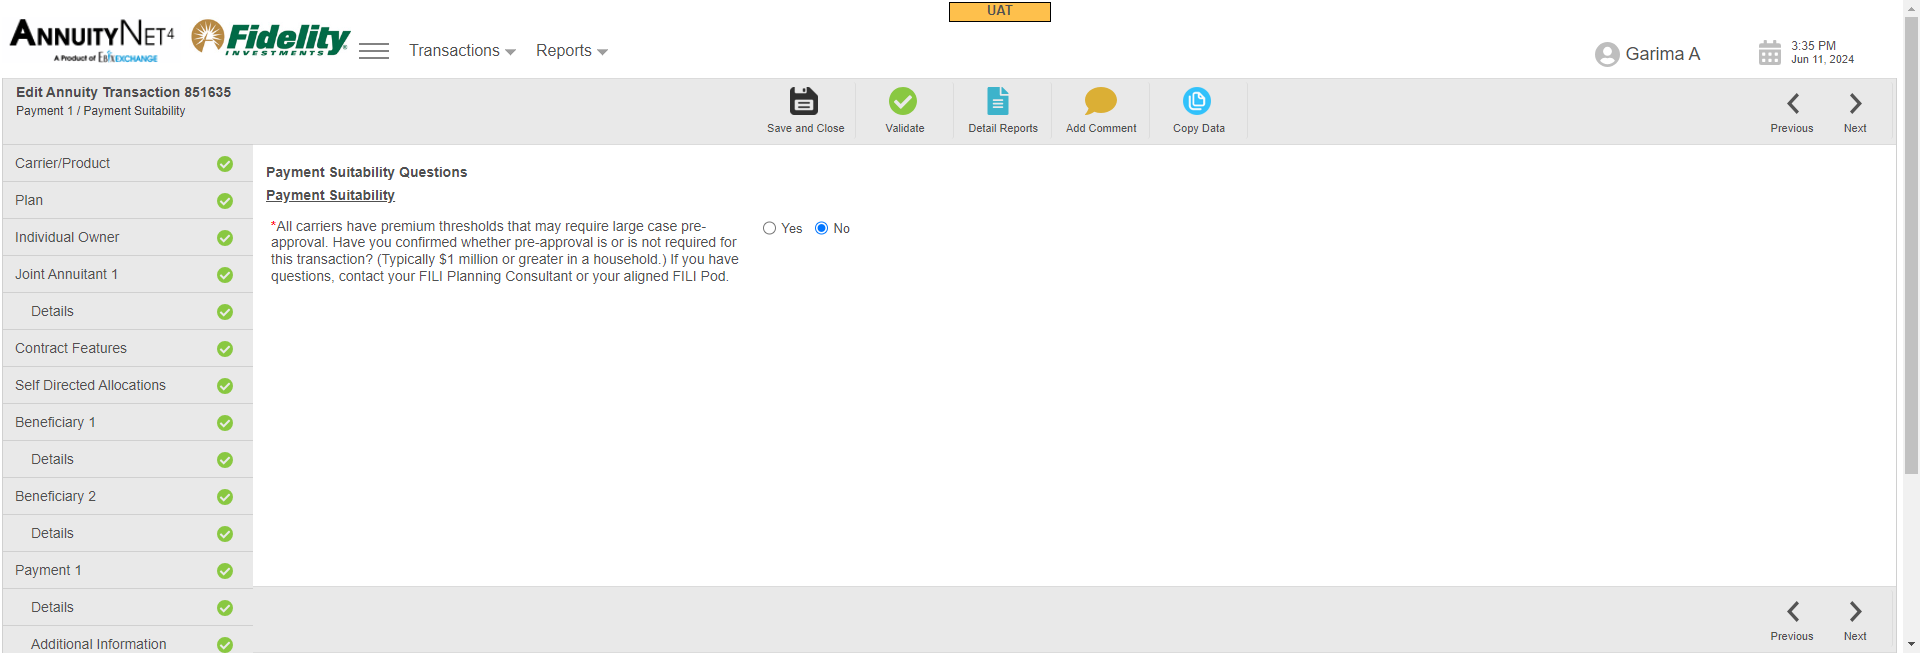 UAT
ANNUITYNET4
A Product of EbixEXCHANGE
Fidelity
INVESTMENTS
Transactions
Reports
Garima A
3:35 PM
Jun 11, 2024
Edit Annuity Transaction 851635
Payment 1 / Payment Suitability
Save and Close
Validate
Detail Reports
Add Comment
Copy Data
Previous
Next
Carrier/Product
Plan
Individual Owner
Joint Annuitant 1
Details
Contract Features
Self Directed Allocations
Beneficiary 1
Details
Beneficiary 2
Details
Payment 1
Details
Additional Information
Payment Suitability Questions
Payment Suitability
*All carriers have premium thresholds that may require large case pre-
approval. Have you confirmed whether pre-approval is or is not required for
this transaction? (Typically $1 million or greater in a household.) If you have
questions, contact your FILI Planning Consultant or your aligned FILI Pod.
Yes
No
Previous
Next